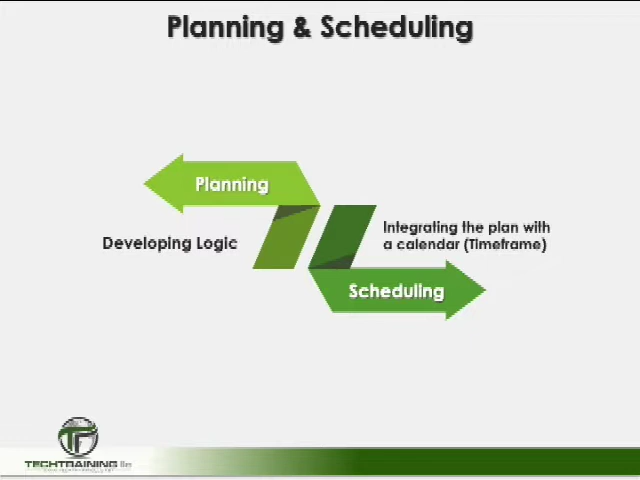 Planning & Scheduling
Planning
Developing Logic
Integrating the plan with
a calendar (Timeframe)
Scheduling
TECHTRAINING